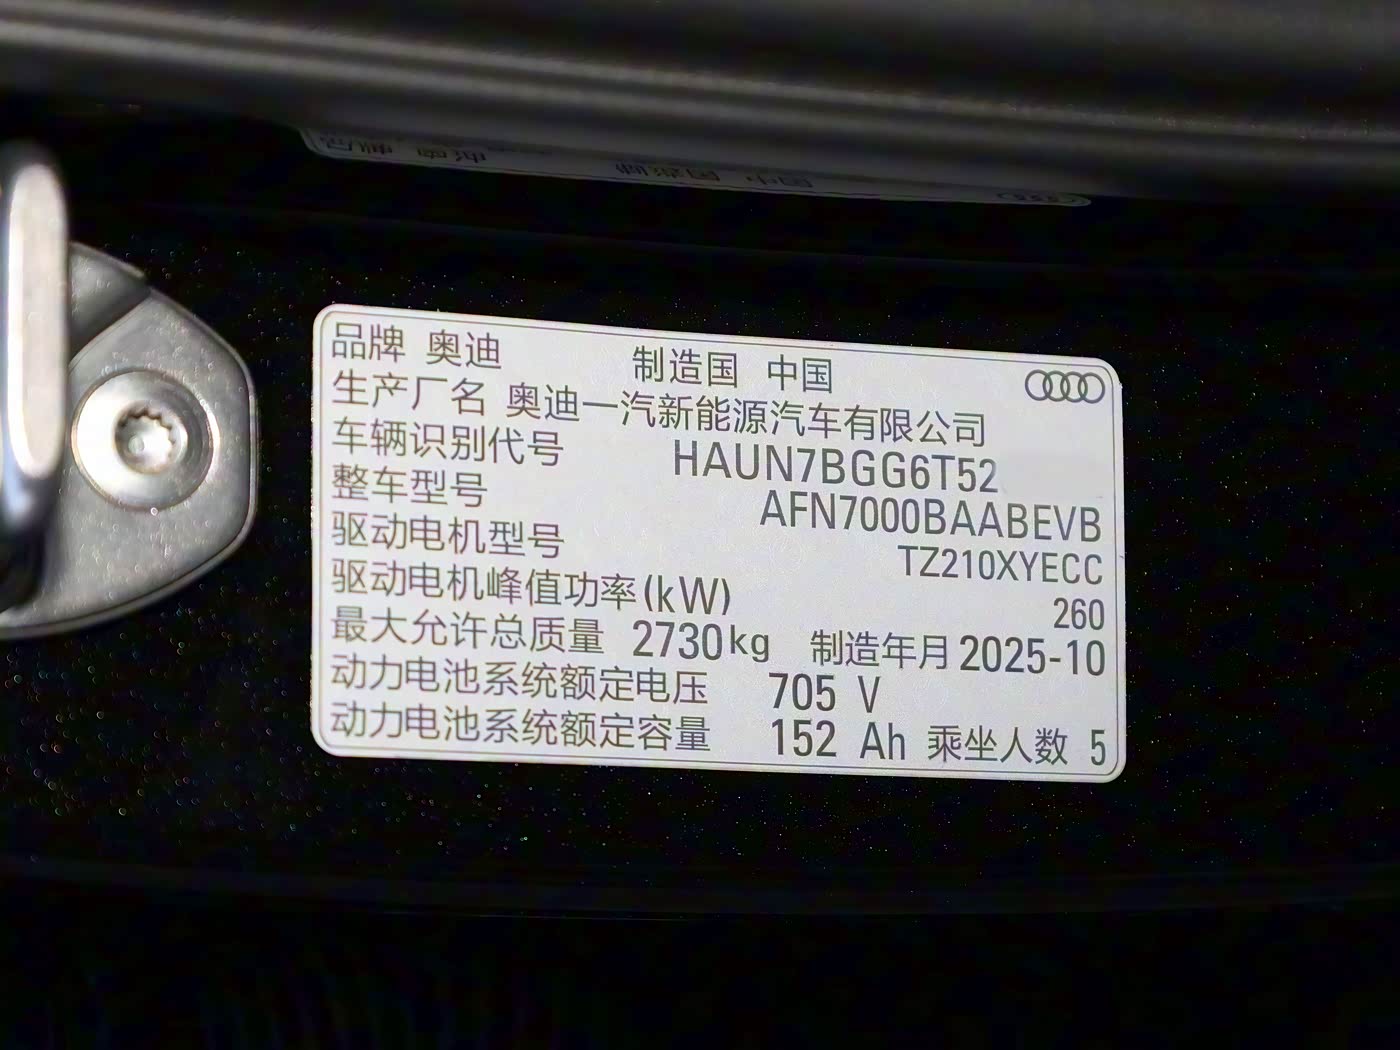 品牌 奥迪 制造国 中国
生产厂名 奥迪一汽新能源汽车有限公司
车辆识别代号 HAUN7BGG6T52
整车型号 AFN7000BAABEVB
驱动电机型号 TZ210XYECC
驱动电机峰值功率(kW) 260
最大允许总质量 2730kg 制造年月 2025-10
动力电池系统额定电压 705 V
动力电池系统额定容量 152 Ah 乘坐人数 5